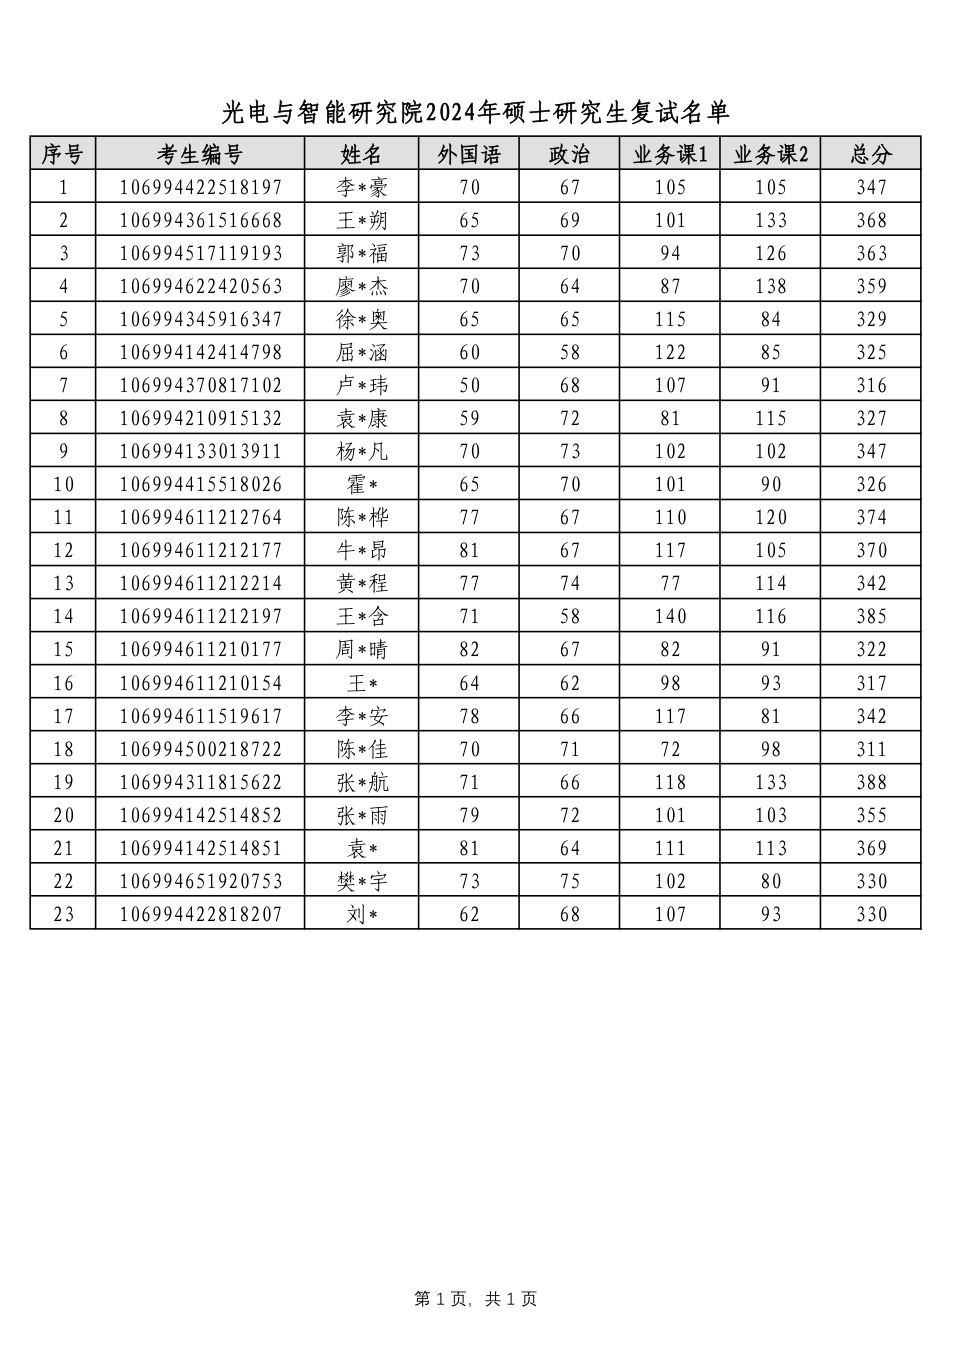 光电与智能研究院2024年硕士研究生复试名单
序号 考生编号 姓名 外国语 政治 业务课1 业务课2 总分
1 106994422518197 李*豪 70 67 105 105 347
2 106994361516668 王*朔 65 69 101 133 368
3 106994517119193 郭*福 73 70 94 126 363
4 106994622420563 廖*杰 70 64 87 138 359
5 106994345916347 徐*奥 65 65 115 84 329
6 106994142414798 屈*涵 60 58 122 85 325
7 106994370817102 卢*玮 50 68 107 91 316
8 106994210915132 袁*康 59 72 81 115 327
9 106994133013911 杨*凡 70 73 102 102 347
10 106994415518026 霍* 65 70 101 90 326
11 106994611212764 陈*桦 77 67 110 120 374
12 106994611212177 牛*昂 81 67 117 105 370
13 106994611212214 黄*程 77 74 77 114 342
14 106994611212197 王*含 71 58 140 116 385
15 106994611210177 周*晴 82 67 82 91 322
16 106994611210154 王* 64 62 98 93 317
17 106994611519617 李*安 78 66 117 81 342
18 106994500218722 陈*佳 70 71 72 98 311
19 106994311815622 张*航 71 66 118 133 388
20 106994142514852 张*雨 79 72 101 103 355
21 106994142514851 袁* 81 64 111 113 369
22 106994651920753 樊*宇 73 75 102 80 330
23 106994422818207 刘* 62 68 107 93 330
第 1 页，共 1 页